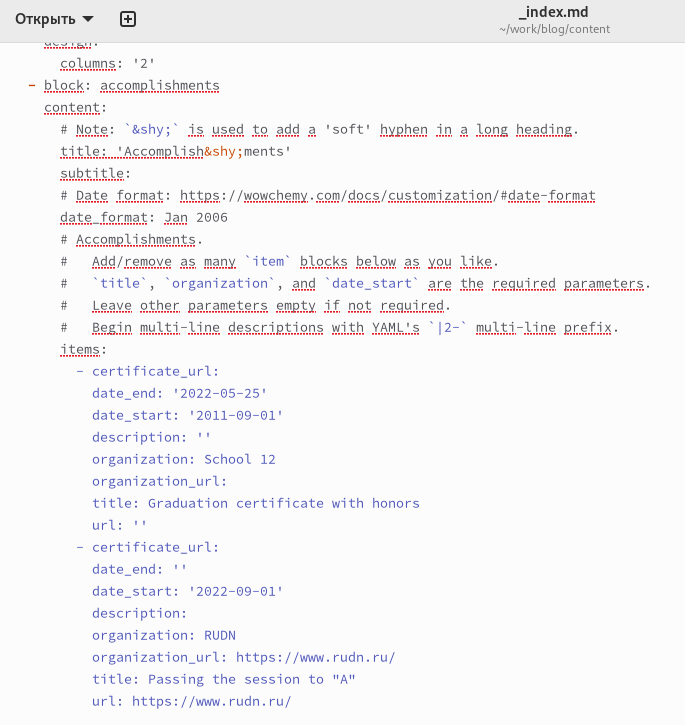 Открыть
_index.md
~/work/blog/content
design:
columns: '2'
- block: accomplishments
content:
# Note: `&shy;` is used to add a 'soft' hyphen in a long heading.
title: 'Accomplish&shy;ments'
subtitle:
# Date format: https://wowchemy.com/docs/customization/#date-format
date_format: Jan 2006
# Accomplishments.
#   Add/remove as many `item` blocks below as you like.
#   `title`, `organization`, and `date_start` are the required parameters.
#   Leave other parameters empty if not required.
#   Begin multi-line descriptions with YAML's `|2-` multi-line prefix.
items:
- certificate_url:
date_end: '2022-05-25'
date_start: '2011-09-01'
description: ''
organization: School 12
organization_url:
title: Graduation certificate with honors
url: ''
- certificate_url:
date_end: ''
date_start: '2022-09-01'
description:
organization: RUDN
organization_url: https://www.rudn.ru/
title: Passing the session to "A"
url: https://www.rudn.ru/